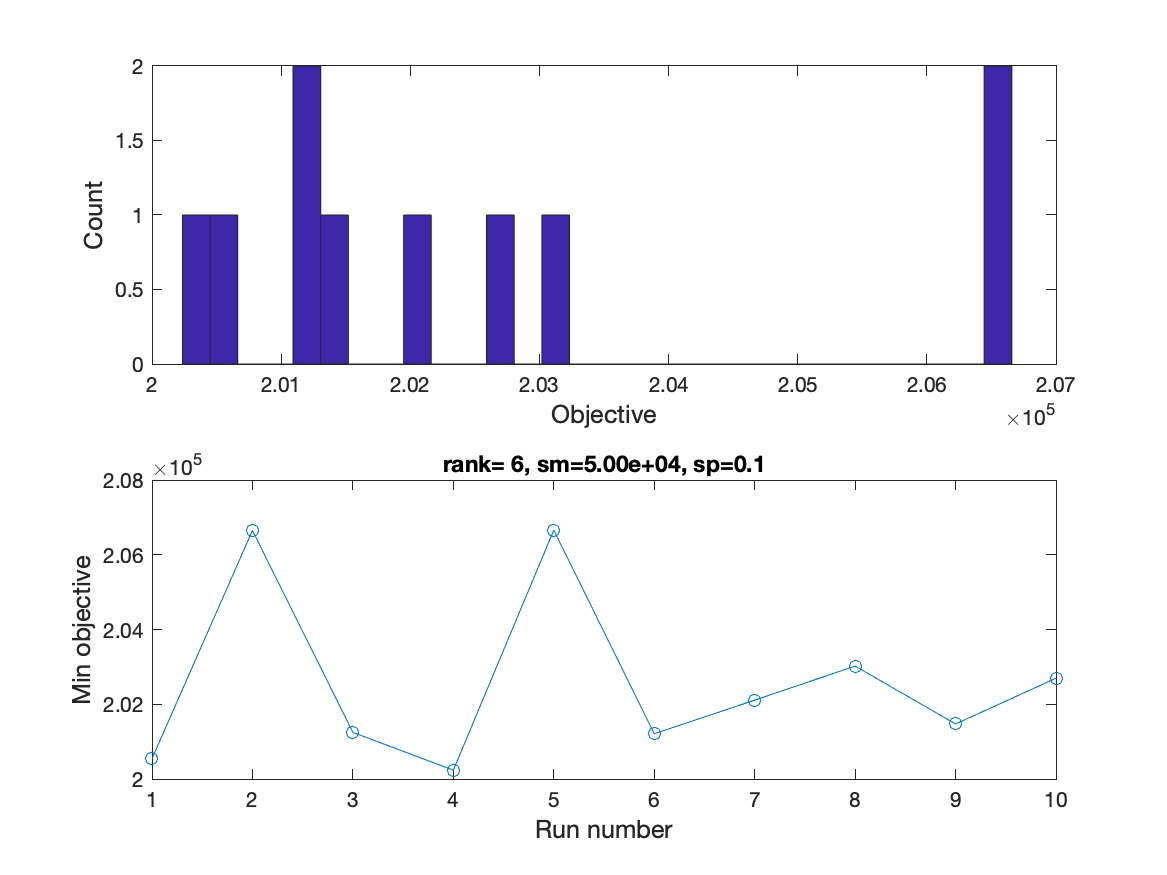 2
1.5
1
0.5
0
Count
2 2.01 2.02 2.03 2.04 2.05 2.06 2.07
Objective
×10^5
rank= 6, sm=5.00e+04, sp=0.1
×10^5
2.08
2.06
2.04
2.02
2
Min objective
1 2 3 4 5 6 7 8 9 10
Run number